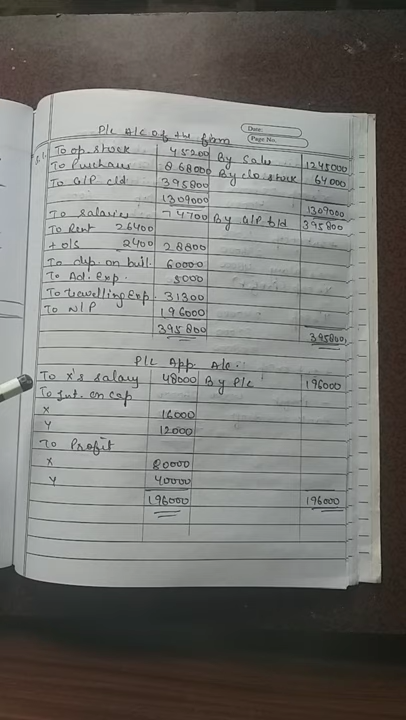 Date:
Page No.
P/L A/C Of the firm
To op. stock 45200 By Sales 1245000
To Purchases 868000 By clo stock 64000
To G/P c/d 395800
1309000 1309000
To salaries 74700 By G/P b/d 395800
To Rent 26400
+ o/s 2400 28800
To dep. on buil. 60000
To Ad. Exp. 5000
To travelling Exp. 31300
To N/P 196000
395800 395800
P/L App. A/c.
To X's salary 48000 By P/L 196000
To Int. on cap
X 16000
Y 12000
To Profit
X 80000
Y 40000
196000 196000